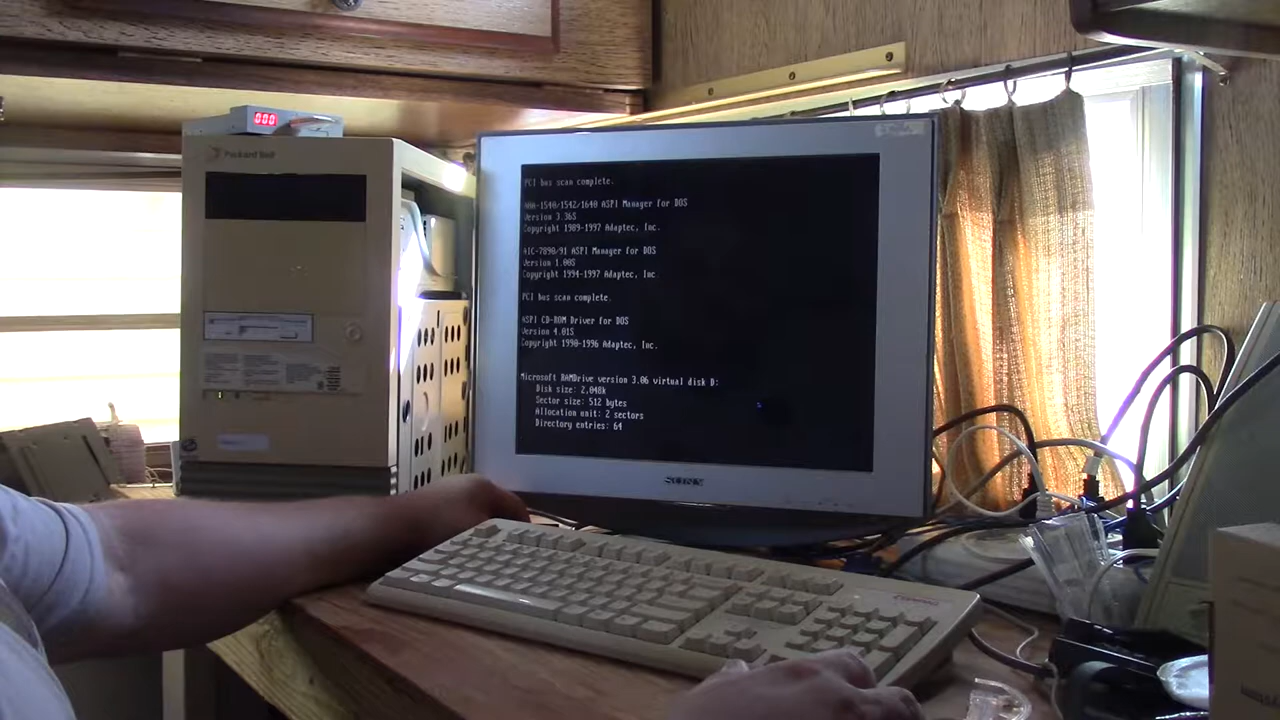 000
Packard Bell
PCI bus scan complete.
AHA-1540/1542/1640 ASPI Manager for DOS
Version 3.36S
Copyright 1989-1997 Adaptec, Inc.
AIC-7890/91 ASPI Manager for DOS
Version 1.00S
Copyright 1994-1997 Adaptec, Inc.
PCI bus scan complete.
ASPI CD-ROM Driver for DOS
Version 4.01S
Copyright 1990-1996 Adaptec, Inc.
Microsoft RAMDrive version 3.06 virtual disk D:
Disk size: 2,048k
Sector size: 512 bytes
Allocation unit: 2 sectors
Directory entries: 64
SONY